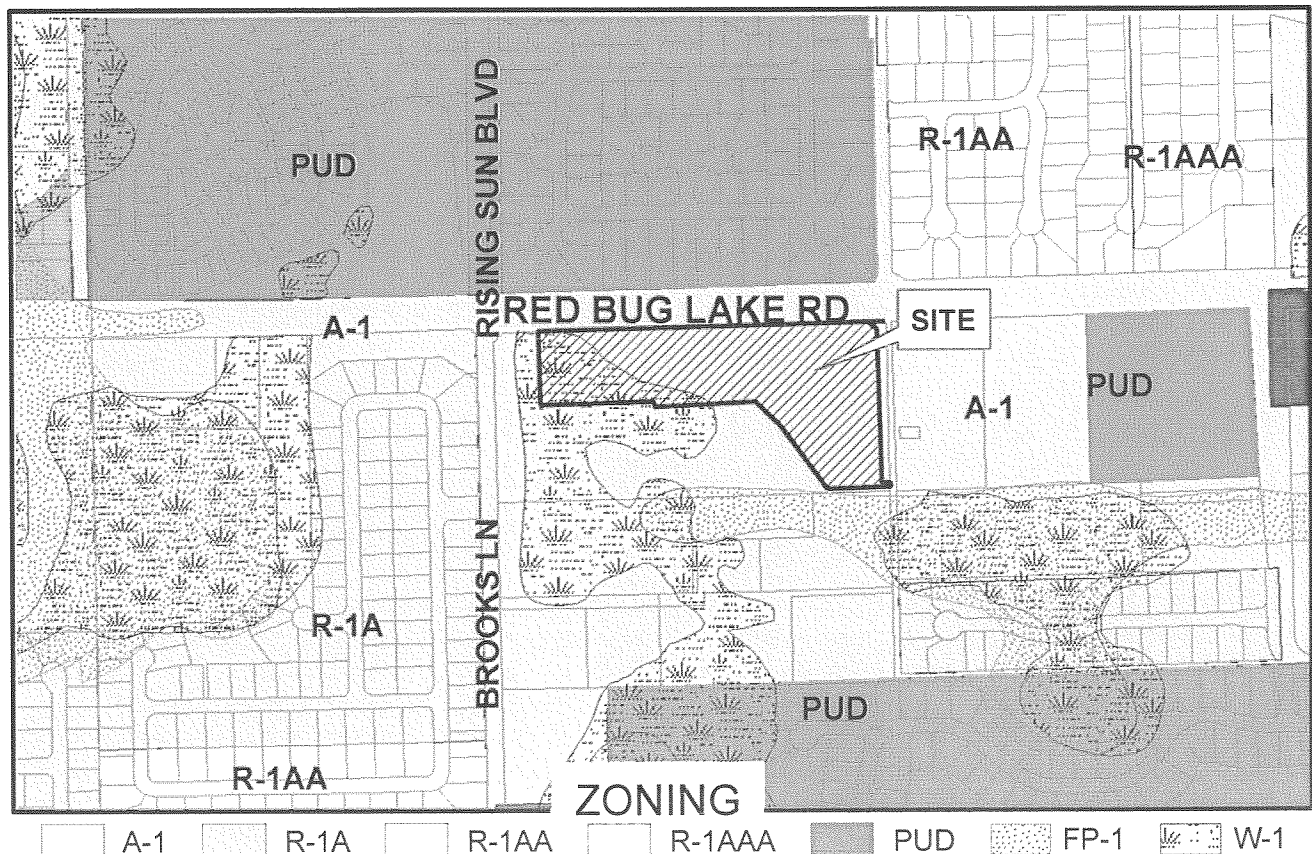 PUD
RISING SUN BLVD
R-1AA
R-1AAA
RED BUG LAKE RD
SITE
A-1
A-1
PUD
BROOKS LN
R-1A
PUD
R-1AA
ZONING
A-1 R-1A R-1AA R-1AAA PUD FP-1 W-1